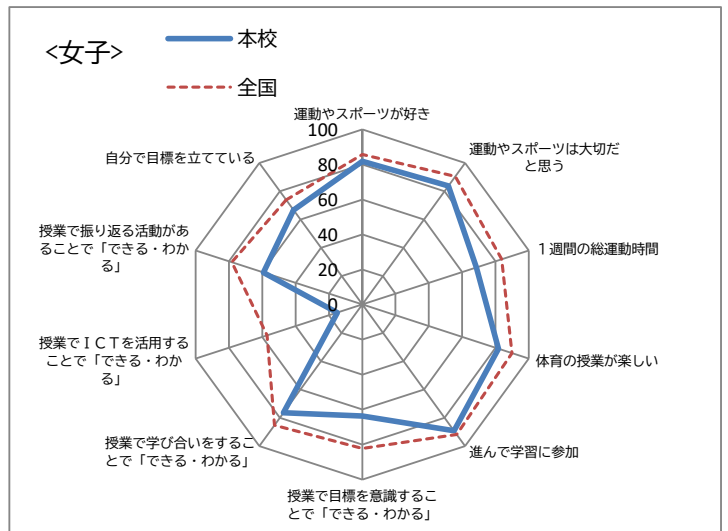 <女子>
本校
全国
運動やスポーツが好き
運動やスポーツは大切だ
と思う
１週間の総運動時間
体育の授業が楽しい
進んで学習に参加
授業で目標を意識するこ
とで「できる・わかる」
授業で学び合いをするこ
とで「できる・わかる」
授業でＩＣＴを活用する
ことで「できる・わか
る」
授業で振り返る活動があ
ることで「できる・わか
る」
自分で目標を立てている
100
80
60
40
20
0